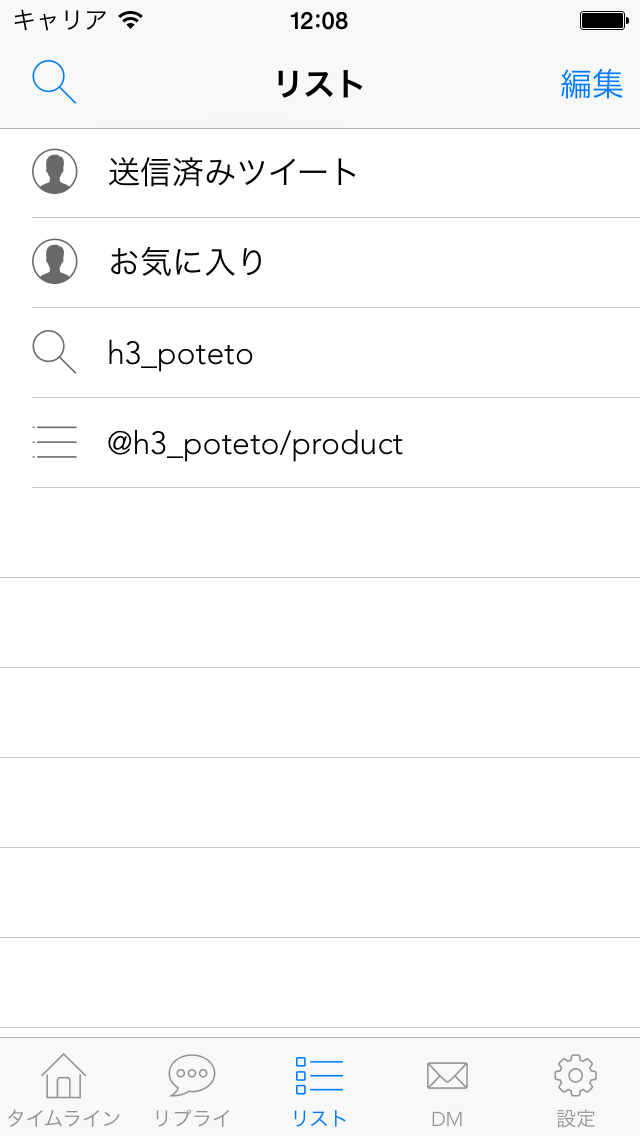 キャリア 12:08
リスト 編集
送信済みツイート
お気に入り
h3_poteto
@h3_poteto/product
タイムライン リプライ リスト DM 設定